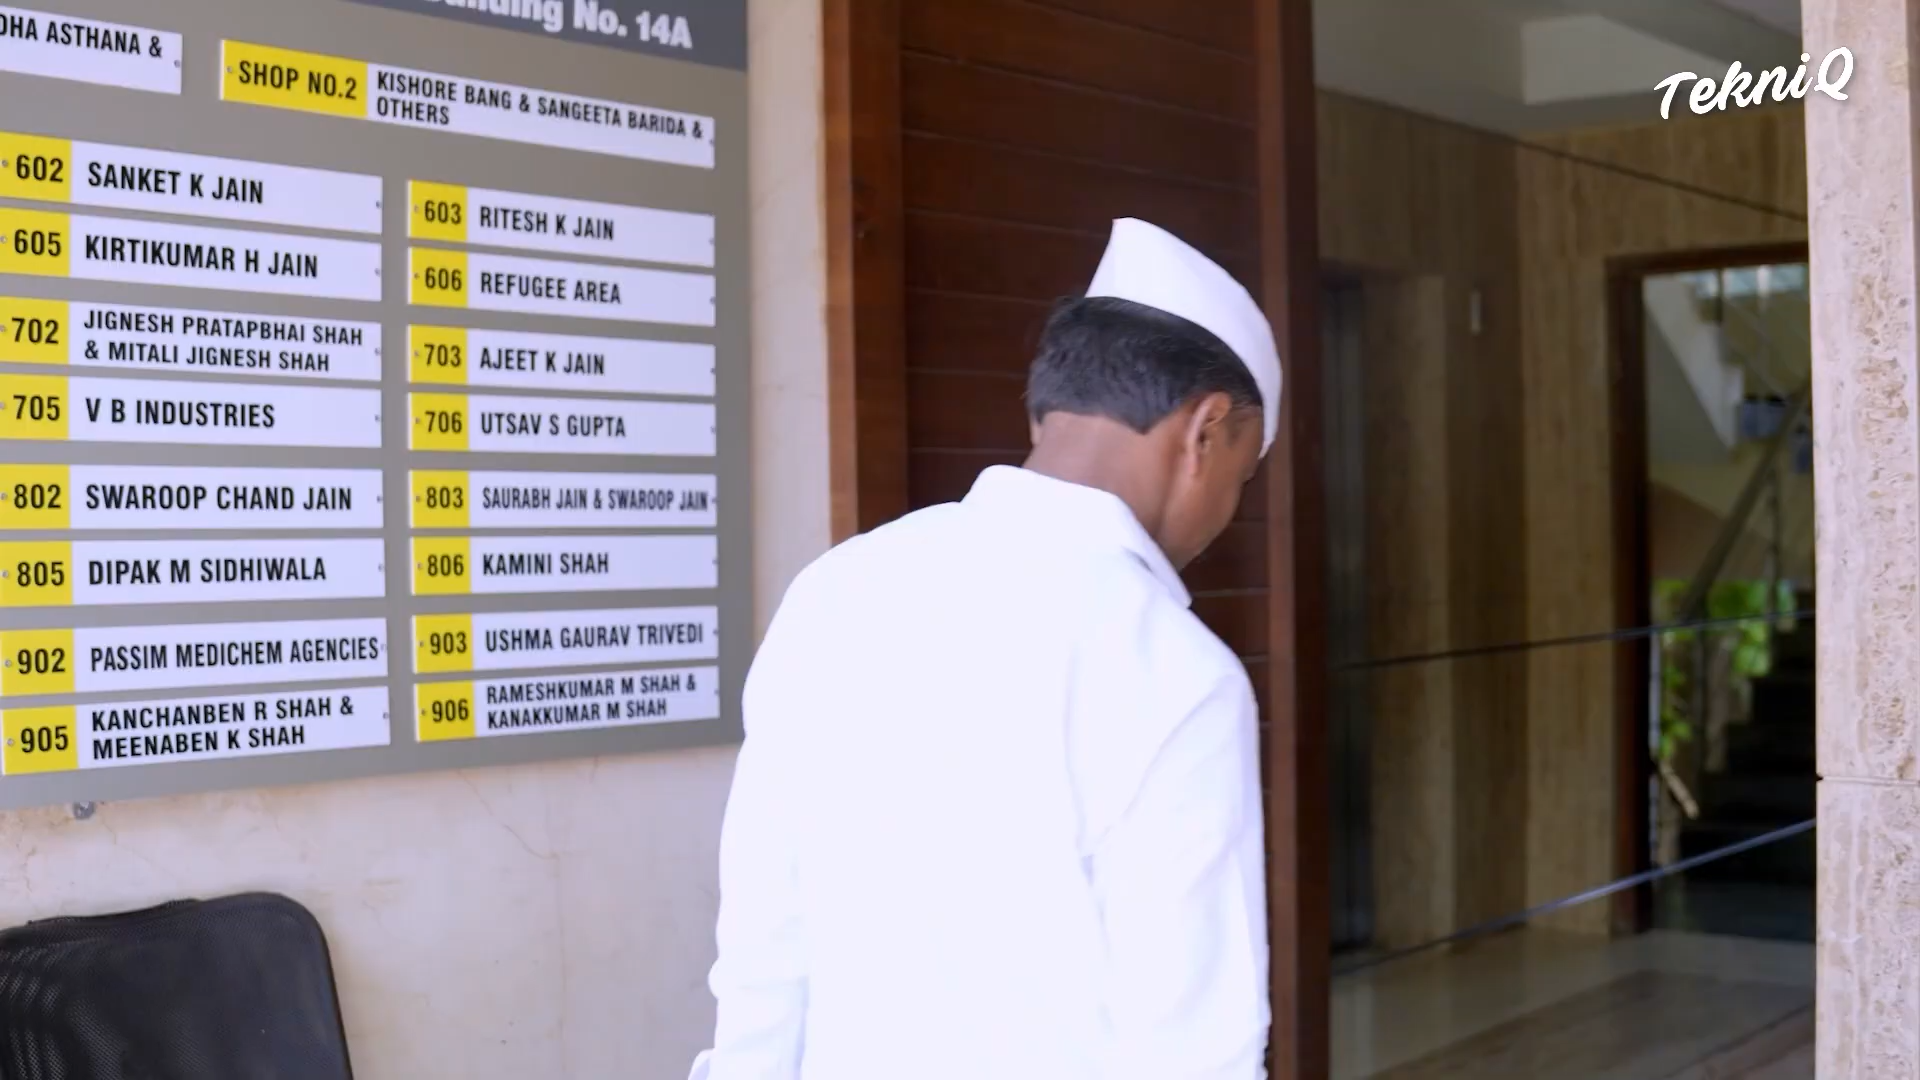 Building No. 14A
ASTHANA &
SHOP NO.2
KISHORE BANG & SANGEETA BARIDA &
OTHERS
602 SANKET K JAIN
603 RITESH K JAIN
605 KIRTIKUMAR H JAIN
606 REFUGEE AREA
702 JIGNESH PRATAPBHAI SHAH
& MITALI JIGNESH SHAH
703 AJEET K JAIN
705 V B INDUSTRIES
706 UTSAV S GUPTA
802 SWAROOP CHAND JAIN
803 SAURABH JAIN & SWAROOP JAIN
805 DIPAK M SIDHIWALA
806 KAMINI SHAH
902 PASSIM MEDICHEM AGENCIES
903 USHMA GAURAV TRIVEDI
905 KANCHANBEN R SHAH &
MEENABEN K SHAH
906 RAMESHKUMAR M SHAH &
KANAKKUMAR M SHAH
TekniQ